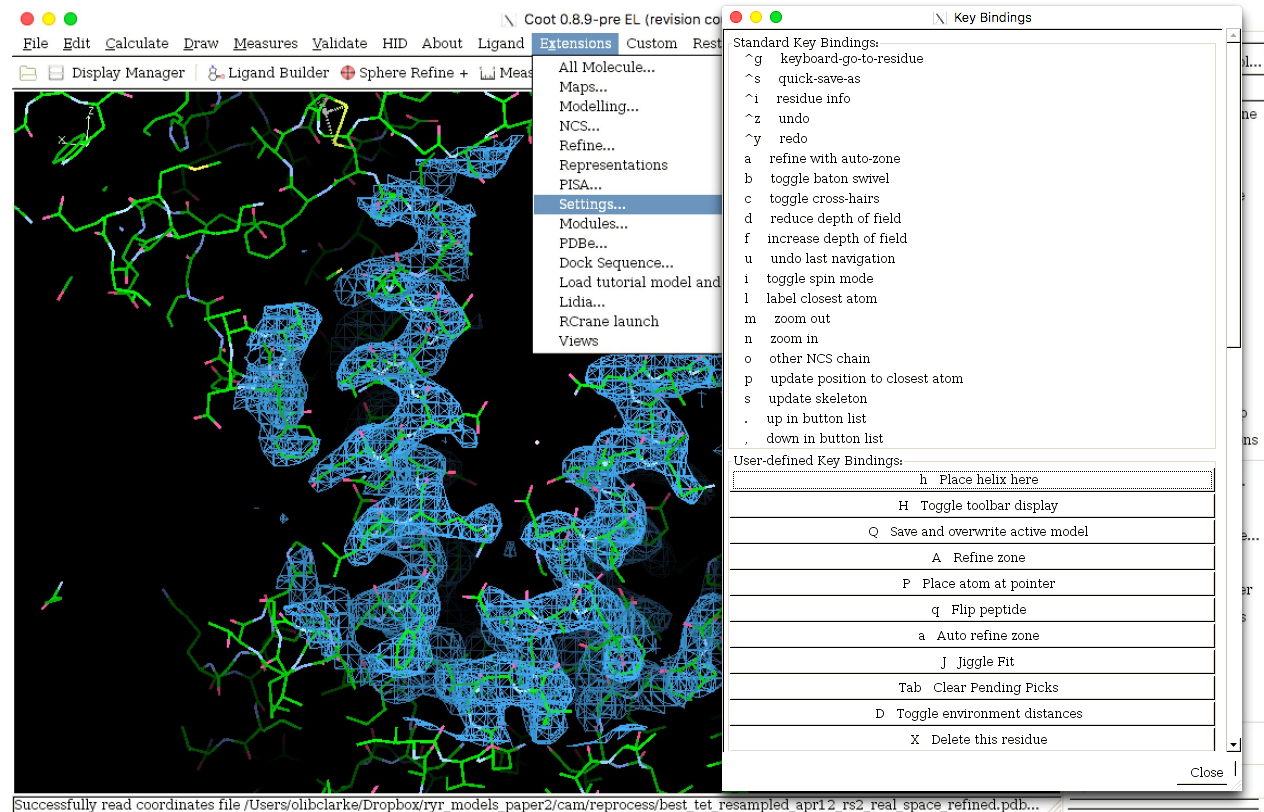 Coot 0.8.9-pre EL (revision co
File Edit Calculate Draw Measures Validate HID About Ligand Extensions Custom Rest
Display Manager Ligand Builder Sphere Refine + Meas
All Molecule...
Maps...
Modelling...
NCS...
Refine...
Representations
PISA...
Settings...
Modules...
PDBe...
Dock Sequence...
Load tutorial model and
Lidia...
RCrane launch
Views
z
x
Key Bindings
Standard Key Bindings:
^g keyboard-go-to-residue
^s quick-save-as
^i residue info
^z undo
^y redo
a refine with auto-zone
b toggle baton swivel
c toggle cross-hairs
d reduce depth of field
f increase depth of field
u undo last navigation
i toggle spin mode
l label closest atom
m zoom out
n zoom in
o other NCS chain
p update position to closest atom
s update skeleton
. up in button list
, down in button list
User-defined Key Bindings:
h Place helix here
H Toggle toolbar display
Q Save and overwrite active model
A Refine zone
P Place atom at pointer
q Flip peptide
a Auto refine zone
J Jiggle Fit
Tab Clear Pending Picks
D Toggle environment distances
X Delete this residue
Close
Successfully read coordinates file /Users/olibclarke/Dropbox/ryr_models_paper2/cam/reprocess/best_tet_resampled_apr12_rs2_real_space_refined.pdb...